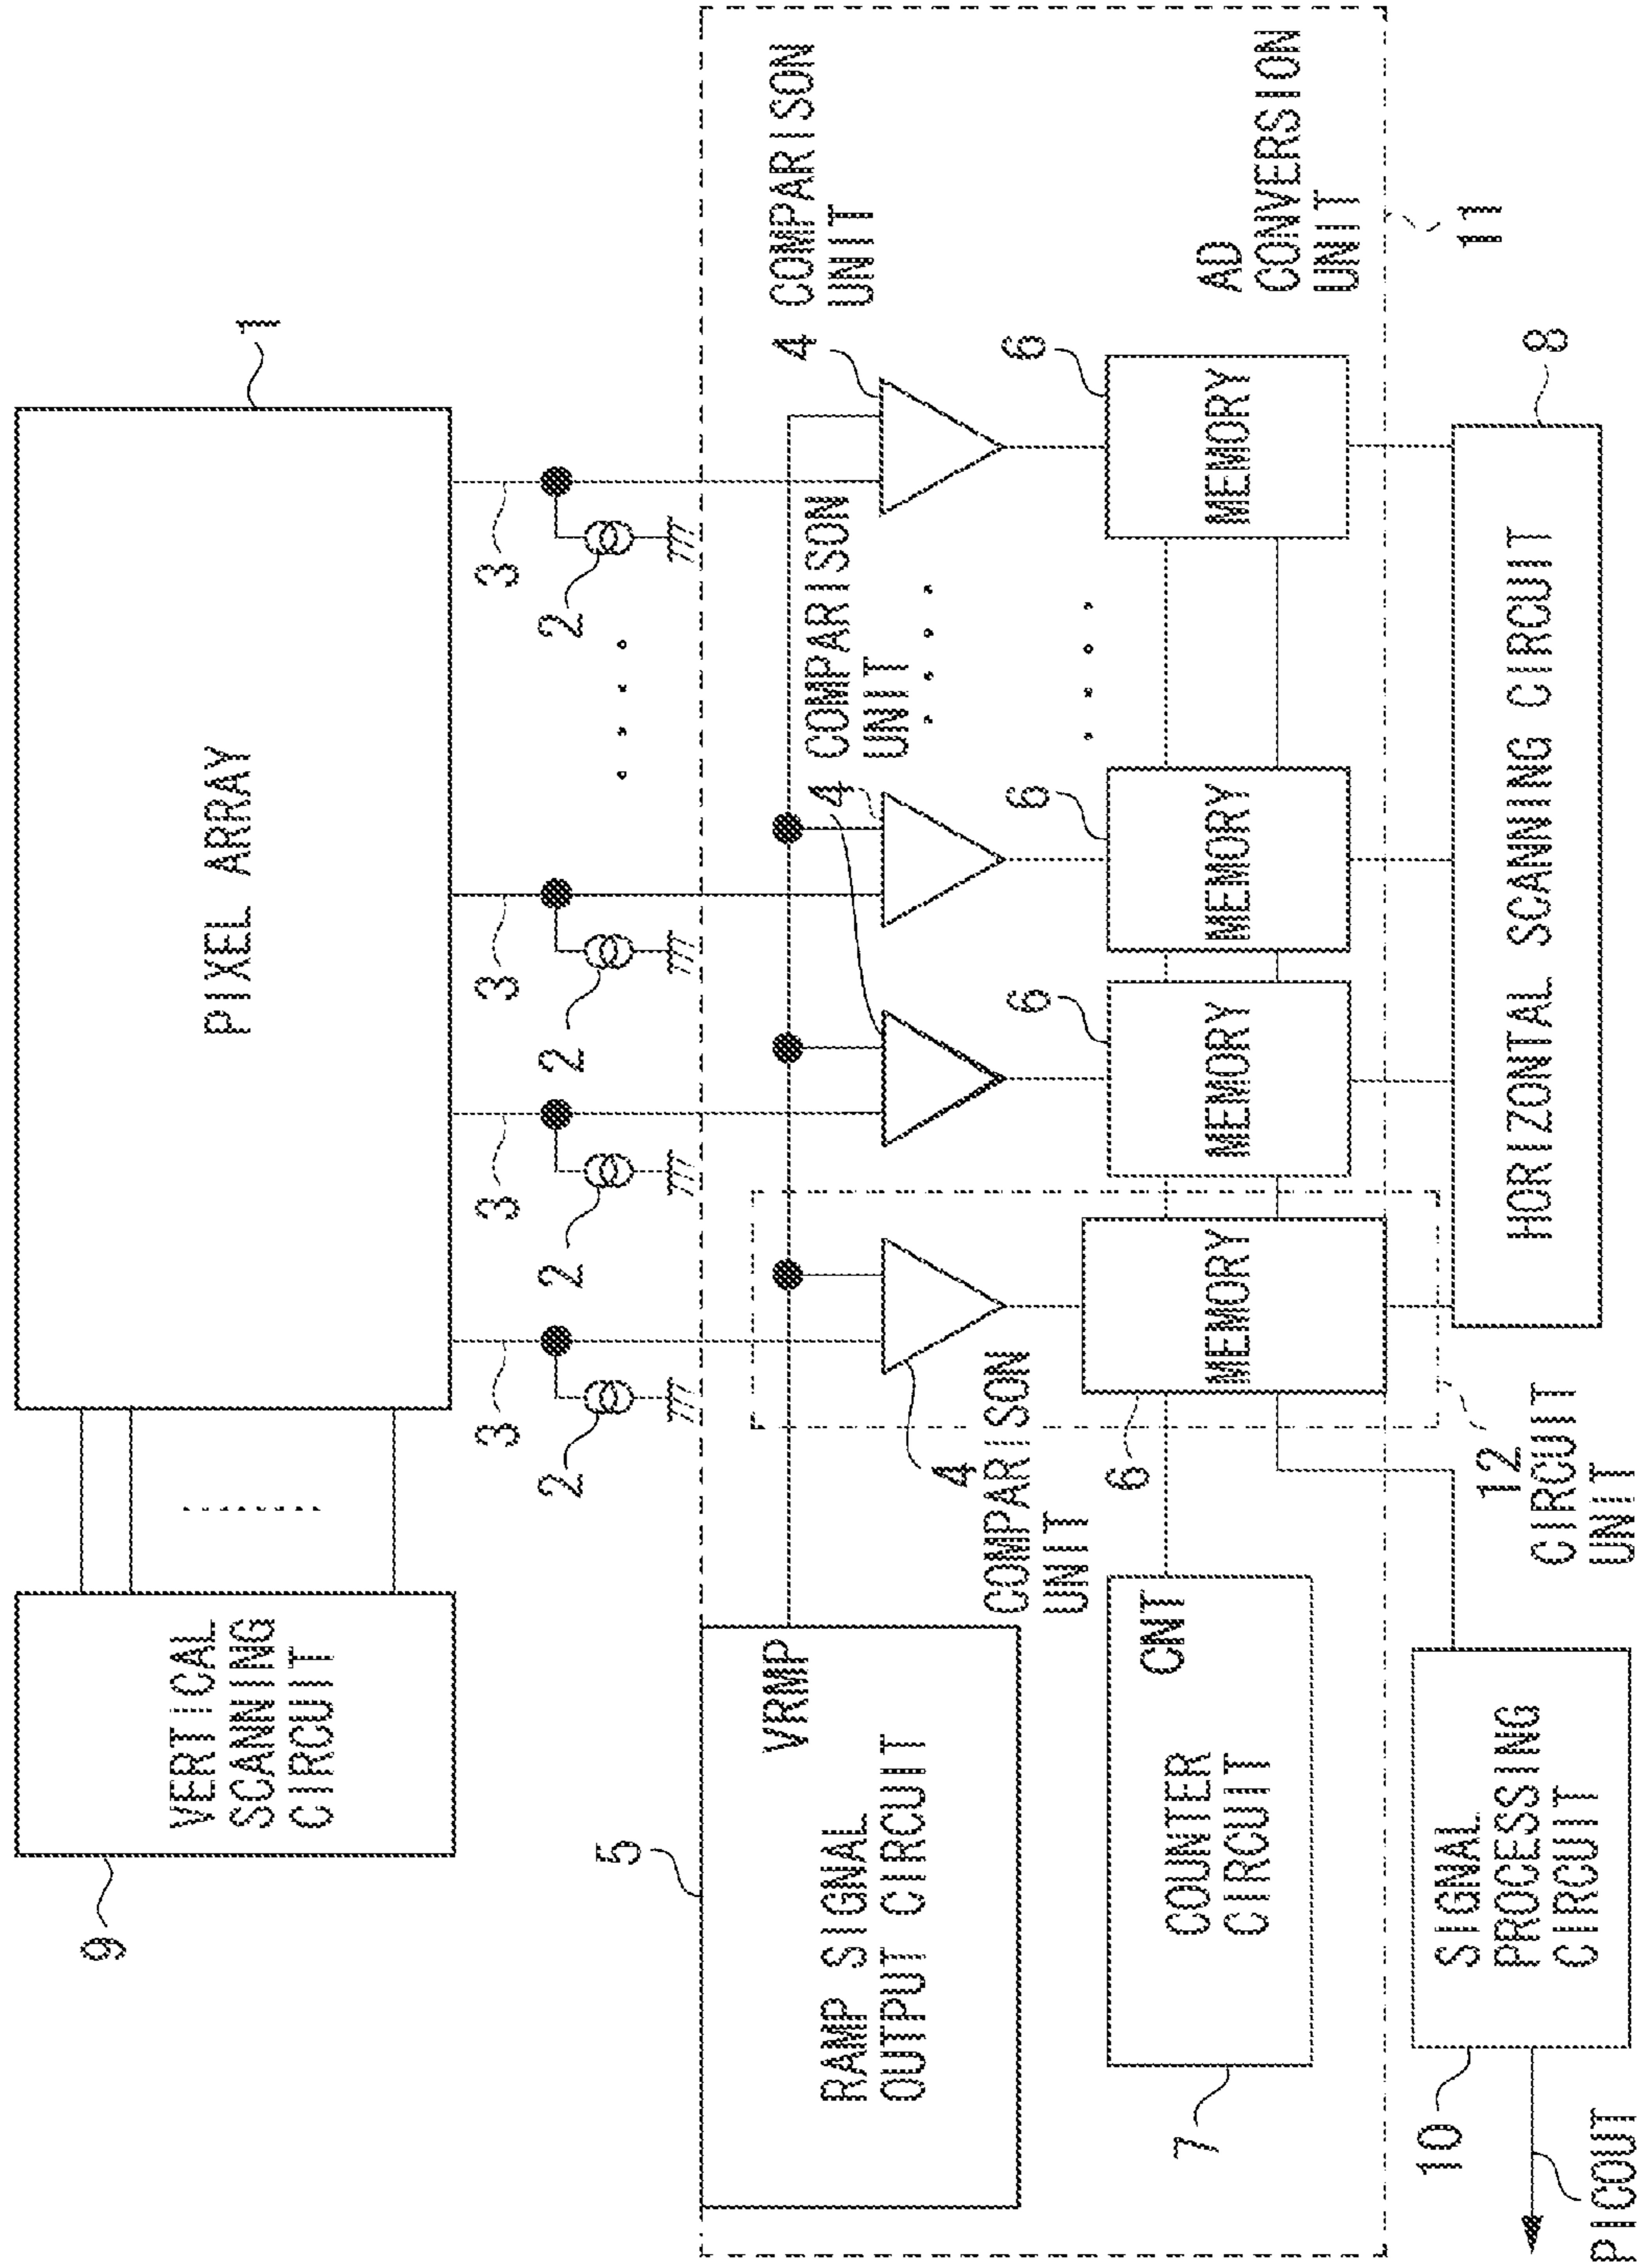 1
PIXEL ARRAY
VERTICAL
SCANNING
CIRCUIT
9
3
3
3
3
2
2
2
2
5
VRMP
RAMP SIGNAL
OUTPUT CIRCUIT
4 COMPARISON
UNIT
4 COMPARISON
UNIT
4
COMPARISON
UNIT
6
6
6
6
MEMORY
MEMORY
MEMORY
MEMORY
CNT
COUNTER
CIRCUIT
7
AD
CONVERSION
UNIT
11
12
CIRCUIT
UNIT
8
HORIZONTAL SCANNING CIRCUIT
SIGNAL
PROCESSING
CIRCUIT
10
PICOUT